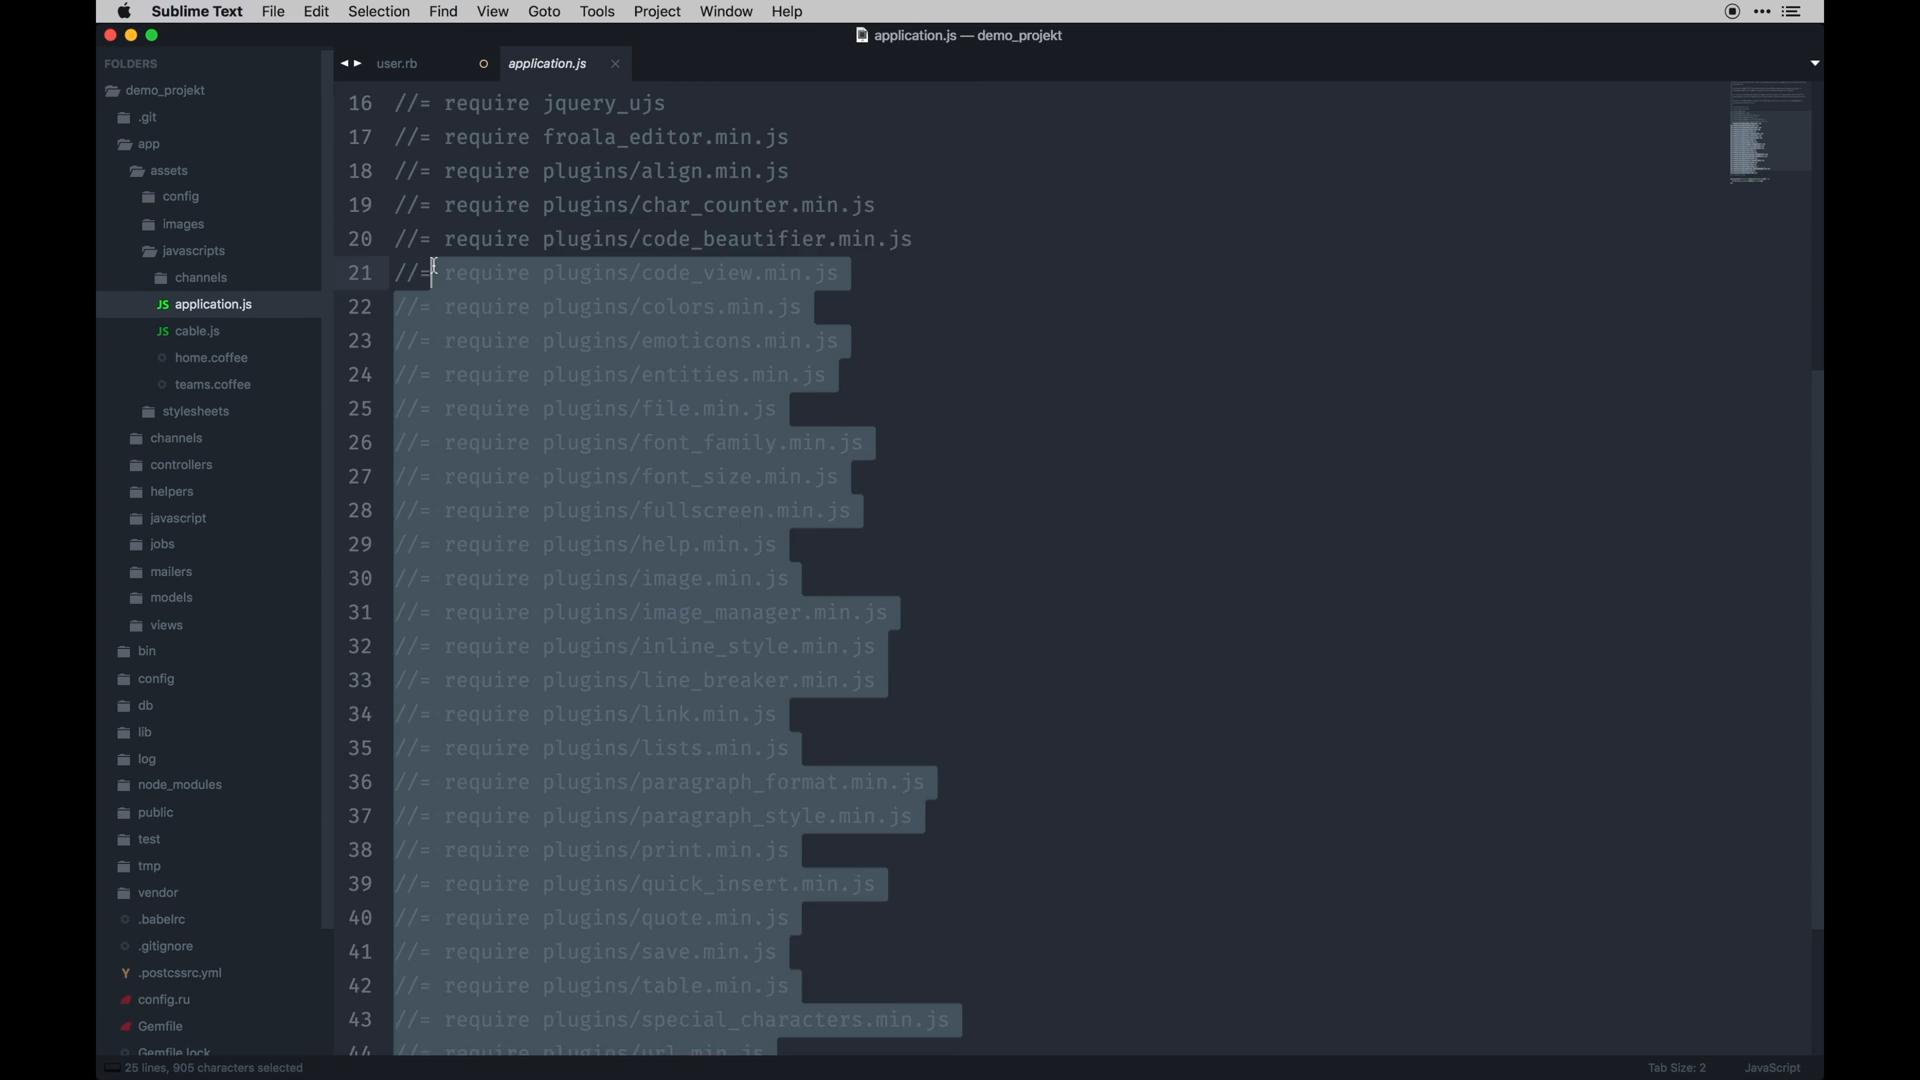 Sublime Text File Edit Selection Find View Goto Tools Project Window Help
application.js — demo_projekt
FOLDERS
demo_projekt
.git
app
assets
config
images
javascripts
channels
JS application.js
JS cable.js
home.coffee
teams.coffee
stylesheets
channels
controllers
helpers
javascript
jobs
mailers
models
views
bin
config
db
lib
log
node_modules
public
test
tmp
vendor
.babelrc
.gitignore
Y .postcssrc.yml
config.ru
Gemfile
Gemfile.lock
user.rb application.js
16 //= require jquery_ujs
17 //= require froala_editor.min.js
18 //= require plugins/align.min.js
19 //= require plugins/char_counter.min.js
20 //= require plugins/code_beautifier.min.js
21 //= require plugins/code_view.min.js
22 //= require plugins/colors.min.js
23 //= require plugins/emoticons.min.js
24 //= require plugins/entities.min.js
25 //= require plugins/file.min.js
26 //= require plugins/font_family.min.js
27 //= require plugins/font_size.min.js
28 //= require plugins/fullscreen.min.js
29 //= require plugins/help.min.js
30 //= require plugins/image.min.js
31 //= require plugins/image_manager.min.js
32 //= require plugins/inline_style.min.js
33 //= require plugins/line_breaker.min.js
34 //= require plugins/link.min.js
35 //= require plugins/lists.min.js
36 //= require plugins/paragraph_format.min.js
37 //= require plugins/paragraph_style.min.js
38 //= require plugins/print.min.js
39 //= require plugins/quick_insert.min.js
40 //= require plugins/quote.min.js
41 //= require plugins/save.min.js
42 //= require plugins/table.min.js
43 //= require plugins/special_characters.min.js
44 //= require plugins/url.min.js
25 lines, 905 characters selected
Tab Size: 2 JavaScript